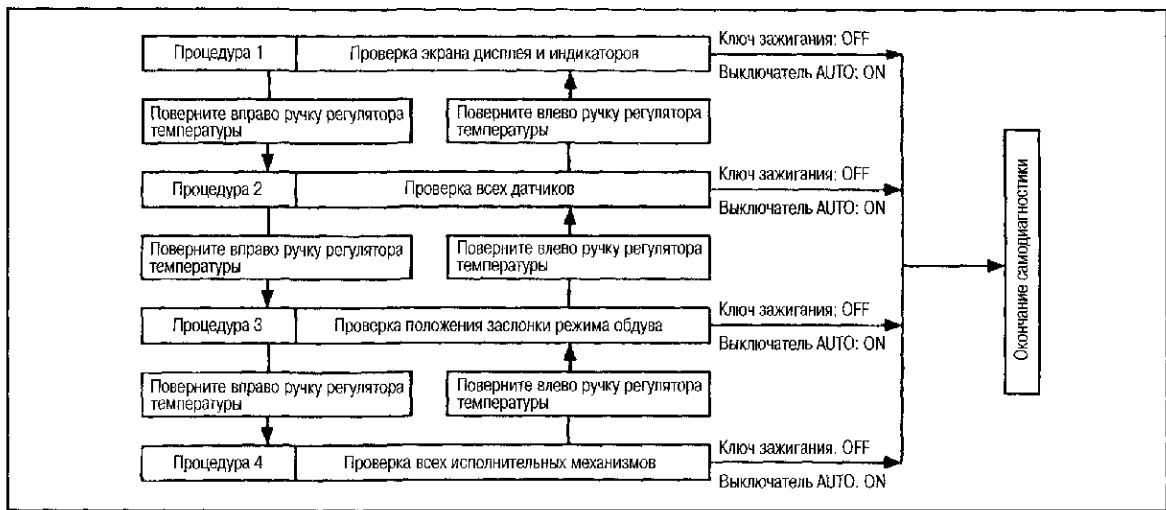 Процедура 1
Проверка экрана дисплея и индикаторов
Ключ зажигания: OFF
Выключатель AUTO: ON
Поверните вправо ручку регулятора
температуры
Поверните влево ручку регулятора
температуры
Процедура 2
Проверка всех датчиков
Ключ зажигания: OFF
Выключатель AUTO: ON
Поверните вправо ручку регулятора
температуры
Поверните влево ручку регулятора
температуры
Процедура 3
Проверка положения заслонки режима обдува
Ключ зажигания: OFF
Выключатель AUTO: ON
Поверните вправо ручку регулятора
температуры
Поверните влево ручку регулятора
температуры
Процедура 4
Проверка всех исполнительных механизмов
Ключ зажигания. OFF
Выключатель AUTO. ON
Окончание самодиагностики